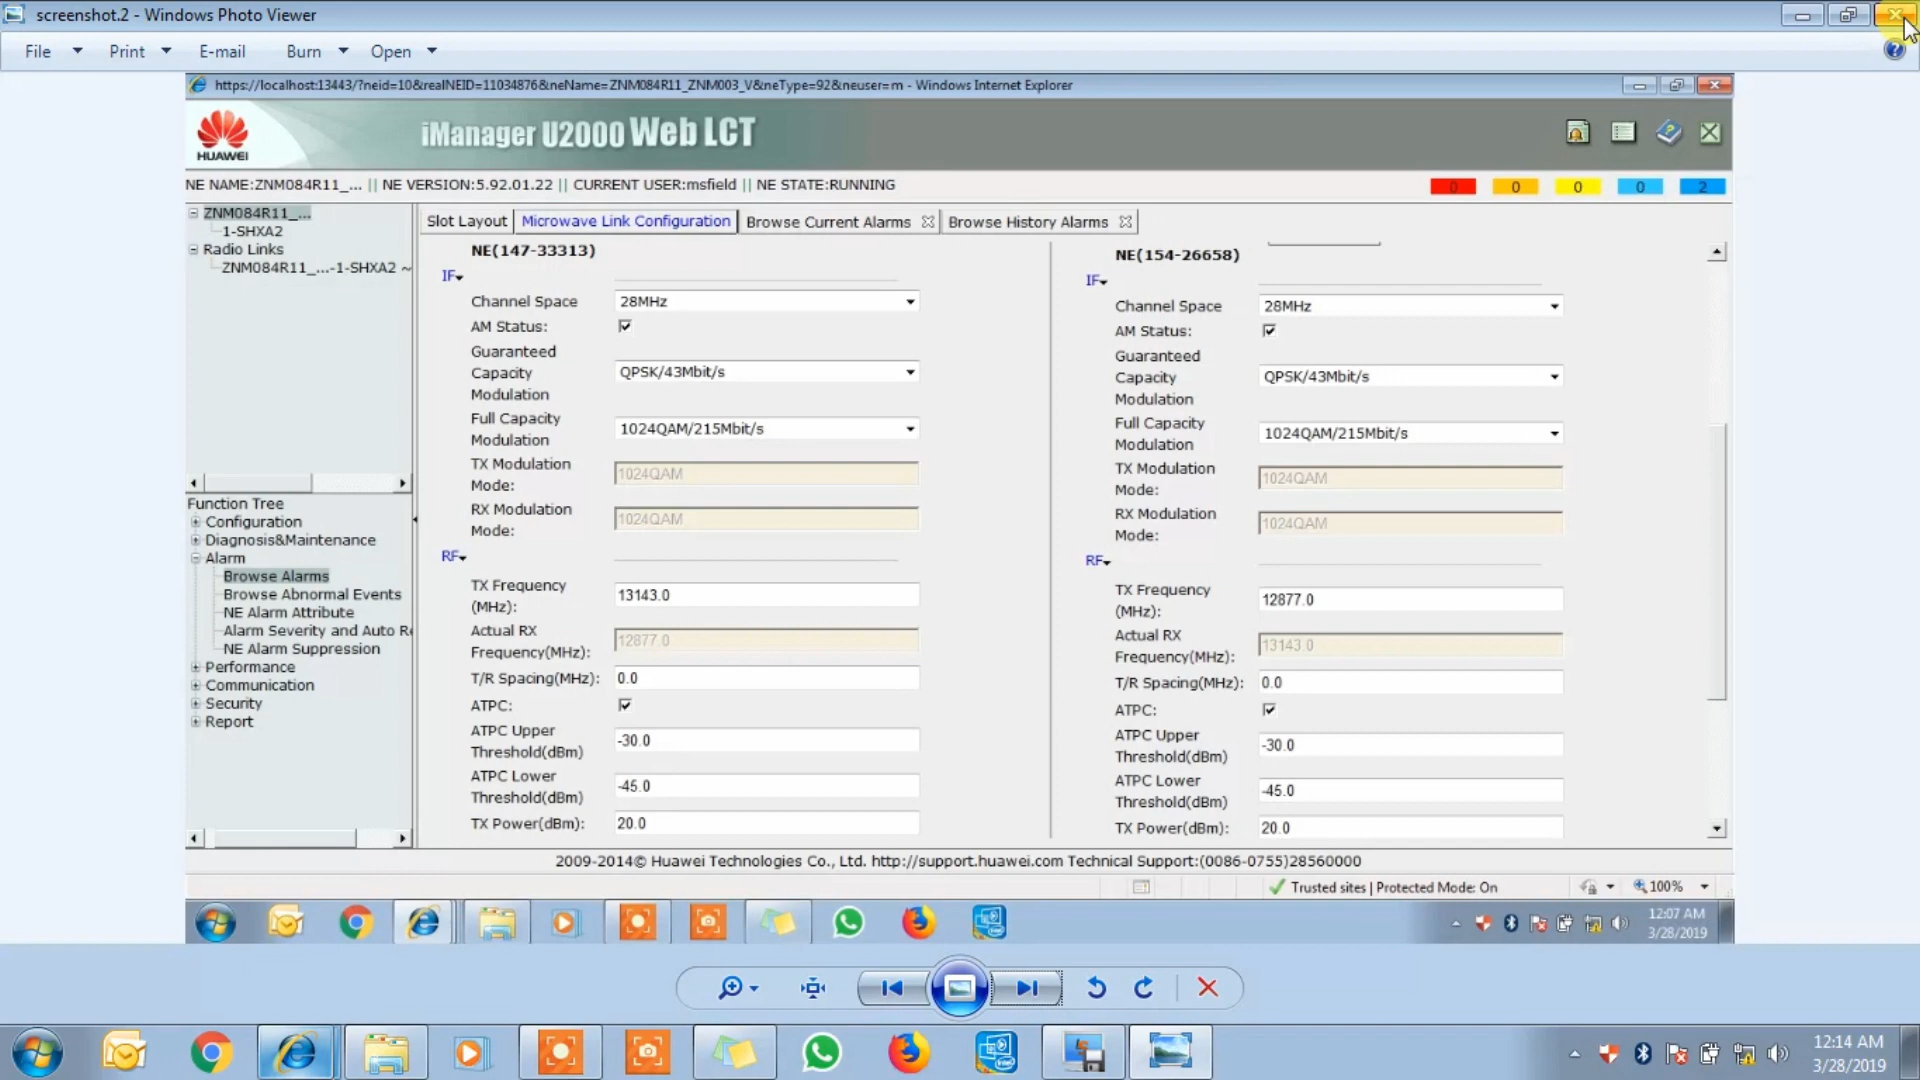 screenshot.2 - Windows Photo Viewer
File Print E-mail Burn Open
https://localhost:13443/?neid=10&realNEID=11034876&neName=ZNM084R11_ZNM003_V&neType=92&neuser=m - Windows Internet Explorer
HUAWEI
iManager U2000 Web LCT
NE NAME:ZNM084R11_... || NE VERSION:5.92.01.22 || CURRENT USER:msfield || NE STATE:RUNNING
0 0 0 0 2
ZNM084R11_...
1-SHXA2
Radio Links
ZNM084R11_...-1-SHXA2 ~
Function Tree
Configuration
Diagnosis&Maintenance
Alarm
Browse Alarms
Browse Abnormal Events
NE Alarm Attribute
Alarm Severity and Auto Re
NE Alarm Suppression
Performance
Communication
Security
Report
Slot Layout Microwave Link Configuration Browse Current Alarms Browse History Alarms
NE(147-33313)
IF
Channel Space 28MHz
AM Status:
Guaranteed
Capacity QPSK/43Mbit/s
Modulation
Full Capacity
Modulation 1024QAM/215Mbit/s
TX Modulation
Mode: 1024QAM
RX Modulation
Mode: 1024QAM
RF
TX Frequency
(MHz): 13143.0
Actual RX
Frequency(MHz): 12877.0
T/R Spacing(MHz): 0.0
ATPC:
ATPC Upper
Threshold(dBm) -30.0
ATPC Lower
Threshold(dBm) -45.0
TX Power(dBm): 20.0
NE(154-26658)
IF
Channel Space 28MHz
AM Status:
Guaranteed
Capacity QPSK/43Mbit/s
Modulation
Full Capacity
Modulation 1024QAM/215Mbit/s
TX Modulation
Mode: 1024QAM
RX Modulation
Mode: 1024QAM
RF
TX Frequency
(MHz): 12877.0
Actual RX
Frequency(MHz): 13143.0
T/R Spacing(MHz): 0.0
ATPC:
ATPC Upper
Threshold(dBm) -30.0
ATPC Lower
Threshold(dBm) -45.0
TX Power(dBm): 20.0
2009-2014© Huawei Technologies Co., Ltd. http://support.huawei.com Technical Support:(0086-0755)28560000
Trusted sites | Protected Mode: On 100%
12:07 AM
3/28/2019
12:14 AM
3/28/2019